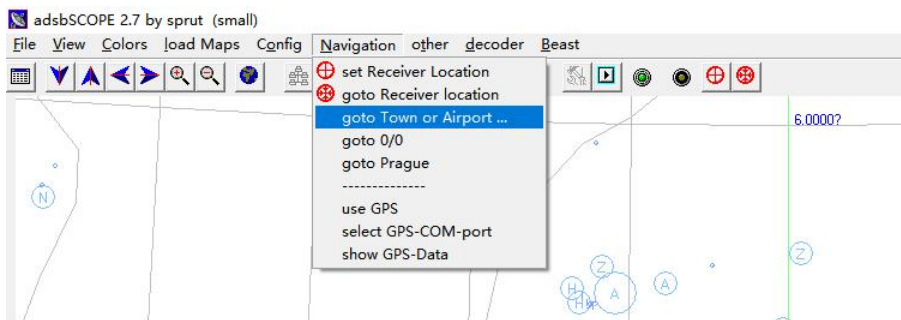 adsbSCOPE 2.7 by sprut (small)
File View Colors load Maps Config Navigation other decoder Beast
set Receiver Location
goto Receiver location
goto Town or Airport ...
goto 0/0
goto Prague
--------------
use GPS
select GPS-COM-port
show GPS-Data
6.0000?
N
Z
Z
H
A
A
H